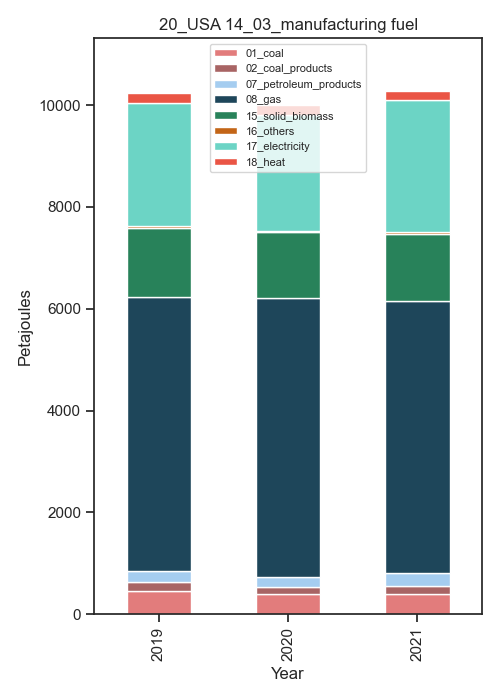 20_USA 14_03_manufacturing fuel
01_coal
02_coal_products
07_petroleum_products
08_gas
15_solid_biomass
16_others
17_electricity
18_heat
10000
8000
6000
4000
2000
0
Petajoules
2019
2020
2021
Year